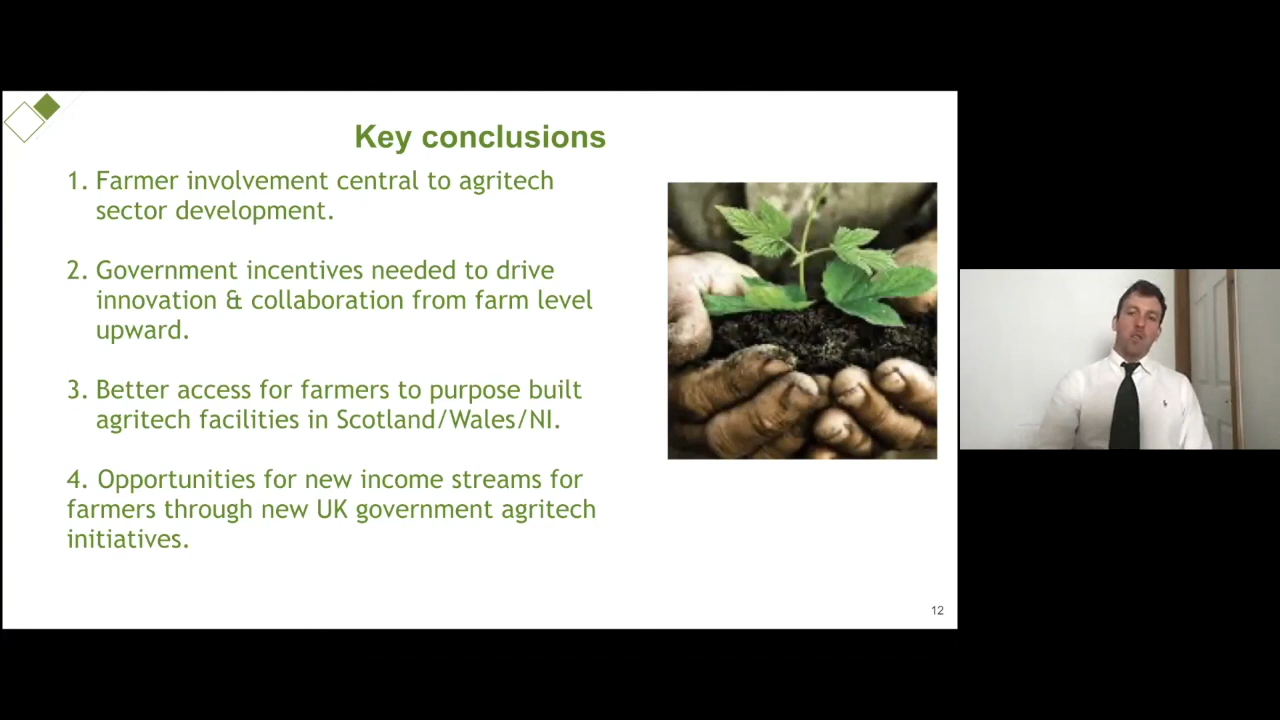 Key conclusions
1. Farmer involvement central to agritech
sector development.
2. Government incentives needed to drive
innovation & collaboration from farm level
upward.
3. Better access for farmers to purpose built
agritech facilities in Scotland/Wales/NI.
4. Opportunities for new income streams for
farmers through new UK government agritech
initiatives.
12